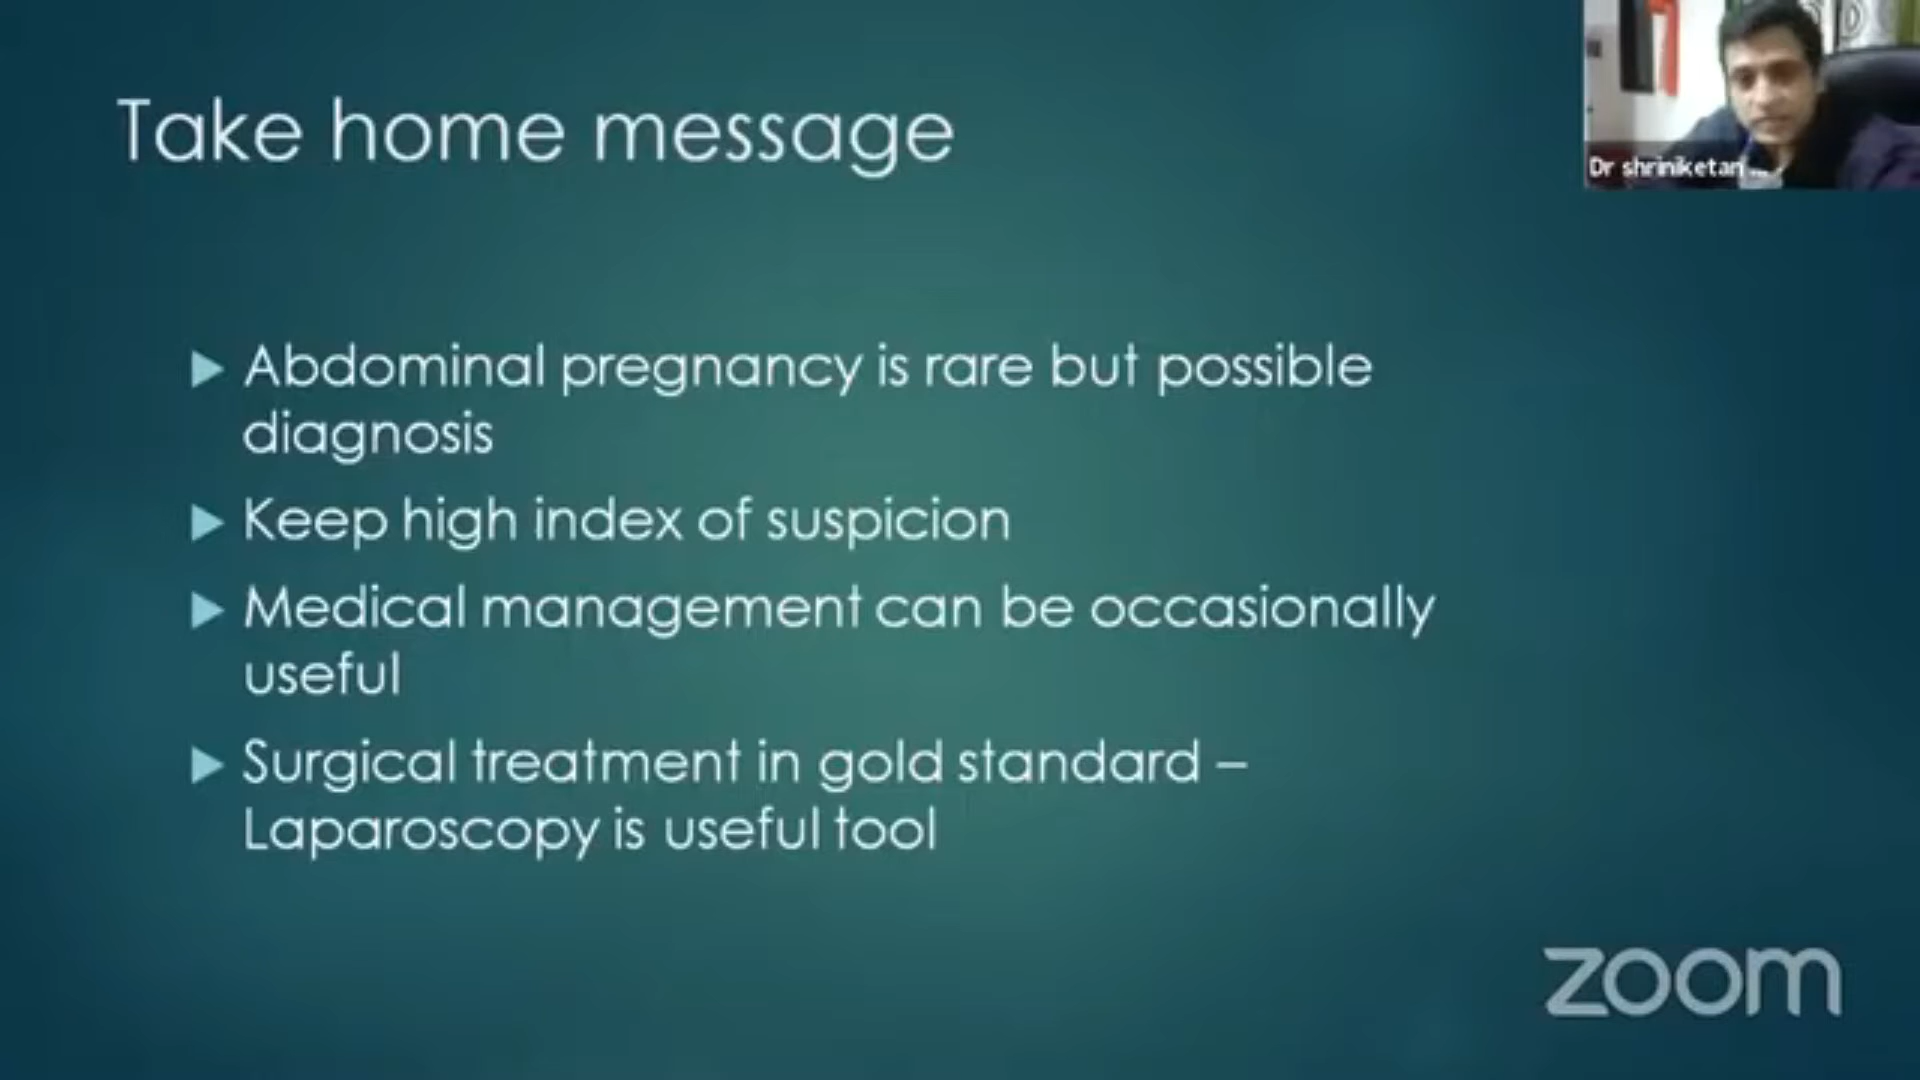 Take home message
Dr shriniketan ...
Abdominal pregnancy is rare but possible
diagnosis
Keep high index of suspicion
Medical management can be occasionally
useful
Surgical treatment in gold standard –
Laparoscopy is useful tool
zoom